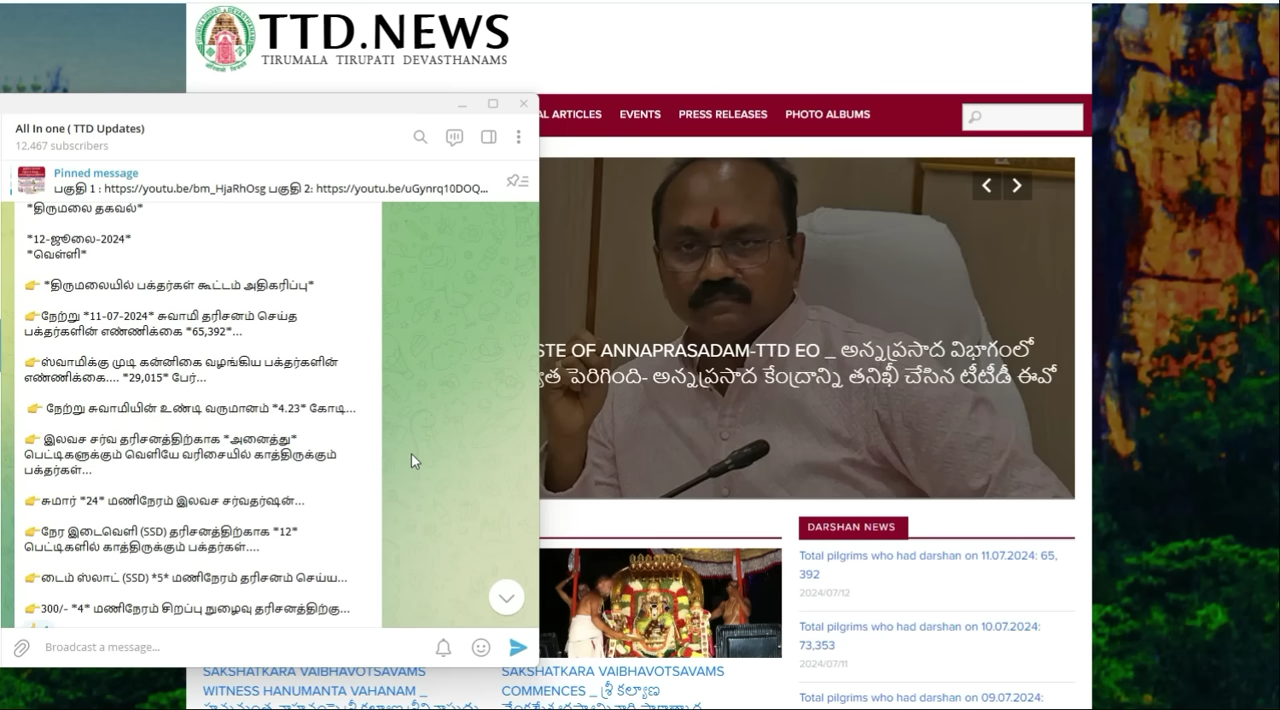 TTD.NEWS
TIRUMALA TIRUPATI DEVASTHANAMS
AL ARTICLES
EVENTS
PRESS RELEASES
PHOTO ALBUMS
All In one ( TTD Updates)
12,467 subscribers
Pinned message
பகுதி 1 : https://youtu.be/bm_HjaRhOsg பகுதி 2: https://youtu.be/uGynrq10DOQ...
*திருமலை தகவல்*
*12-ஜூலை-2024*
*வெள்ளி*
👉 *திருமலையில் பக்தர்கள் கூட்டம் அதிகரிப்பு*
👉நேற்று *11-07-2024* சுவாமி தரிசனம் செய்த
பக்தர்களின் எண்ணிக்கை *65,392*...
👉ஸ்வாமிக்கு முடி கன்னிகை வழங்கிய பக்தர்களின்
எண்ணிக்கை.... *29,015* பேர்...
👉 நேற்று சுவாமியின் உண்டி வருமானம் *4.23* கோடி...
👉 இலவச சர்வ தரிசனத்திற்காக *அனைத்து*
பெட்டிகளுக்கும் வெளியே வரிசையில் காத்திருக்கும்
பக்தர்கள்...
👉சுமார் *24* மணிநேரம் இலவச சர்வதர்ஷன்...
👉நேர இடைவெளி (SSD) தரிசனத்திற்காக *12*
பெட்டிகளில் காத்திருக்கும் பக்தர்கள்....
👉டைம் ஸ்லாட் (SSD) *5* மணிநேரம் தரிசனம் செய்ய...
👉300/- *4* மணிநேரம் சிறப்பு நுழைவு தரிசனத்திற்கு...
Broadcast a message...
STE OF ANNAPRASADAM-TTD EO _ అన్నప్రసాద విభాగంలో
త పెరిగింది- అన్నప్రసాద కేంద్రాన్ని తనిఖీ చేసిన టీటీడీ ఈవో
DARSHAN NEWS
Total pilgrims who had darshan on 11.07.2024: 65,
392
2024/07/12
Total pilgrims who had darshan on 10.07.2024:
73,353
2024/07/11
Total pilgrims who had darshan on 09.07.2024:
SAKSHATKARA VAIBHAVOTSAVAMS
WITNESS HANUMANTA VAHANAM _
SAKSHATKARA VAIBHAVOTSAVAMS
COMMENCES _ శ్రీ కల్యాణ